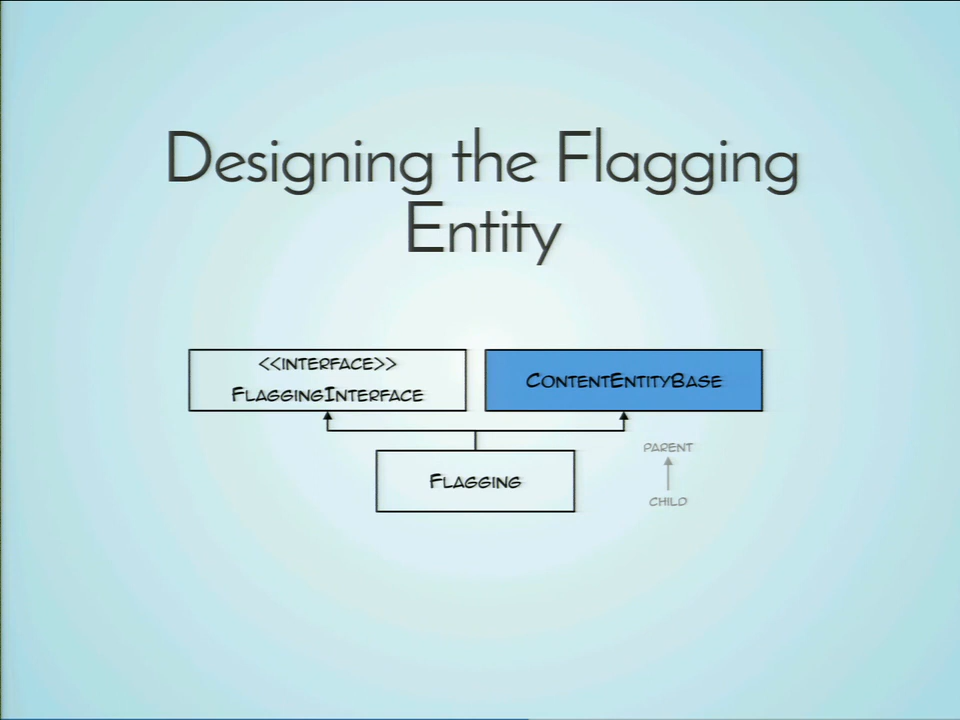 Designing the Flagging
Entity
<<INTERFACE>>
FLAGGINGINTERFACE
CONTENTENTITYBASE
FLAGGING
PARENT
CHILD